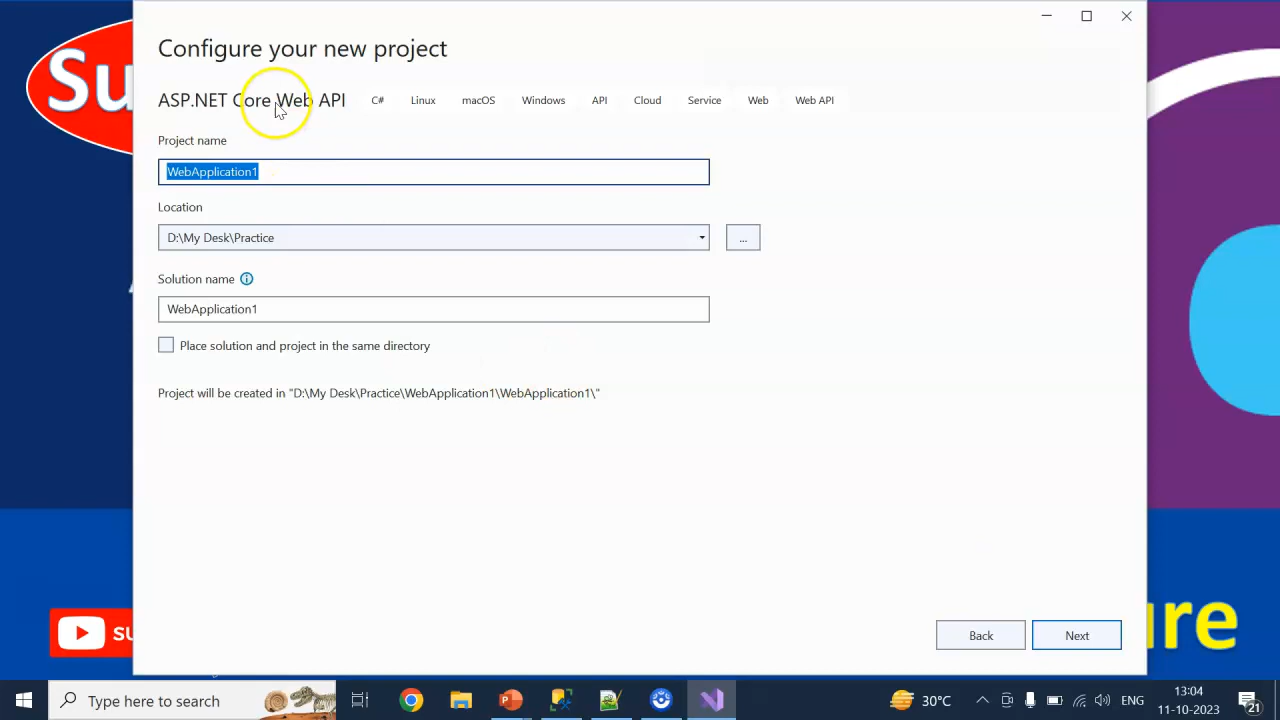 Configure your new project
ASP.NET Core Web API C# Linux macOS Windows API Cloud Service Web Web API
Project name
WebApplication1
Location
D:\My Desk\Practice
...
Solution name
WebApplication1
Place solution and project in the same directory
Project will be created in "D:\My Desk\Practice\WebApplication1\WebApplication1\"
Back Next
Type here to search
30°C
ENG
13:04
11-10-2023
21